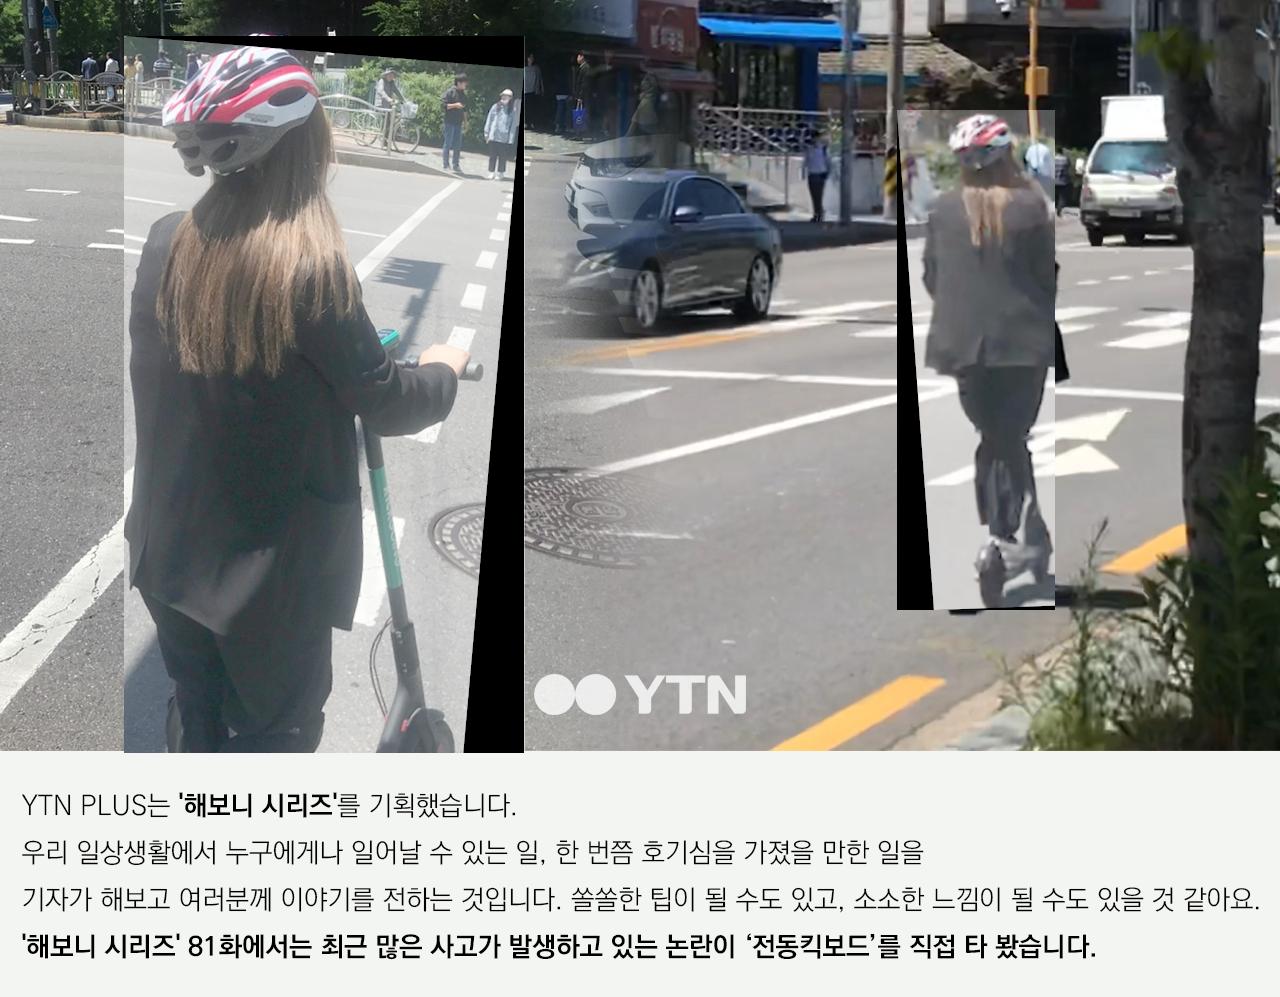 YTN
YTN PLUS는 '해보니 시리즈'를 기획했습니다.
우리 일상생활에서 누구에게나 일어날 수 있는 일, 한 번쯤 호기심을 가졌을 만한 일을
기자가 해보고 여러분께 이야기를 전하는 것입니다. 쏠쏠한 팁이 될 수도 있고, 소소한 느낌이 될 수도 있을 것 같아요.
'해보니 시리즈' 81화에서는 최근 많은 사고가 발생하고 있는 논란이 ‘전동킥보드’를 직접 타 봤습니다.